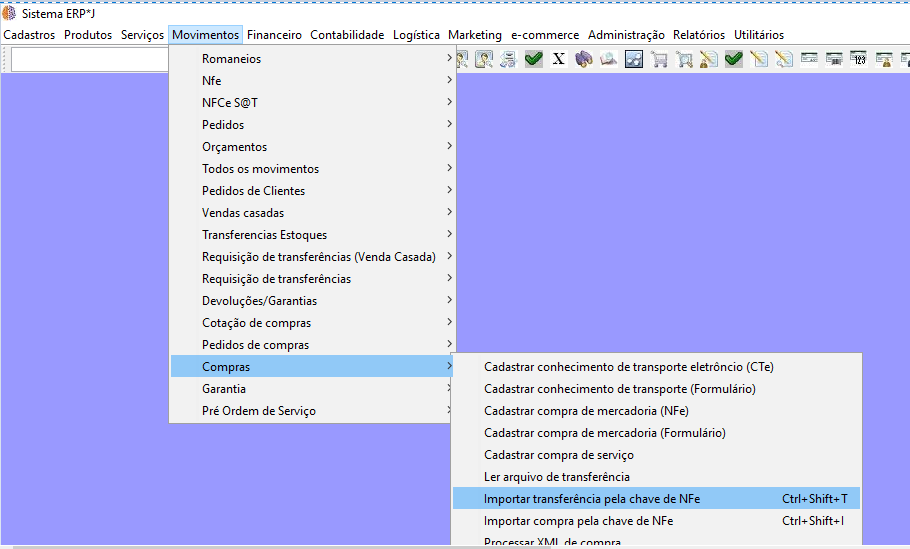 Sistema ERP*J
Cadastros Produtos Serviços Movimentos Financeiro Contabilidade Logística Marketing e-commerce Administração Relatórios Utilitários
X 123
Romaneios
Nfe
NFCe S@T
Pedidos
Orçamentos
Todos os movimentos
Pedidos de Clientes
Vendas casadas
Transferencias Estoques
Requisição de transferências (Venda Casada)
Requisição de transferências
Devoluções/Garantias
Cotação de compras
Pedidos de compras
Compras
Garantia
Pré Ordem de Serviço
Cadastrar conhecimento de transporte eletrôncio (CTe)
Cadastrar conhecimento de transporte (Formulário)
Cadastrar compra de mercadoria (NFe)
Cadastrar compra de mercadoria (Formulário)
Cadastrar compra de serviço
Ler arquivo de transferência
Importar transferência pela chave de NFe Ctrl+Shift+T
Importar compra pela chave de NFe Ctrl+Shift+I
Processar XML de compra